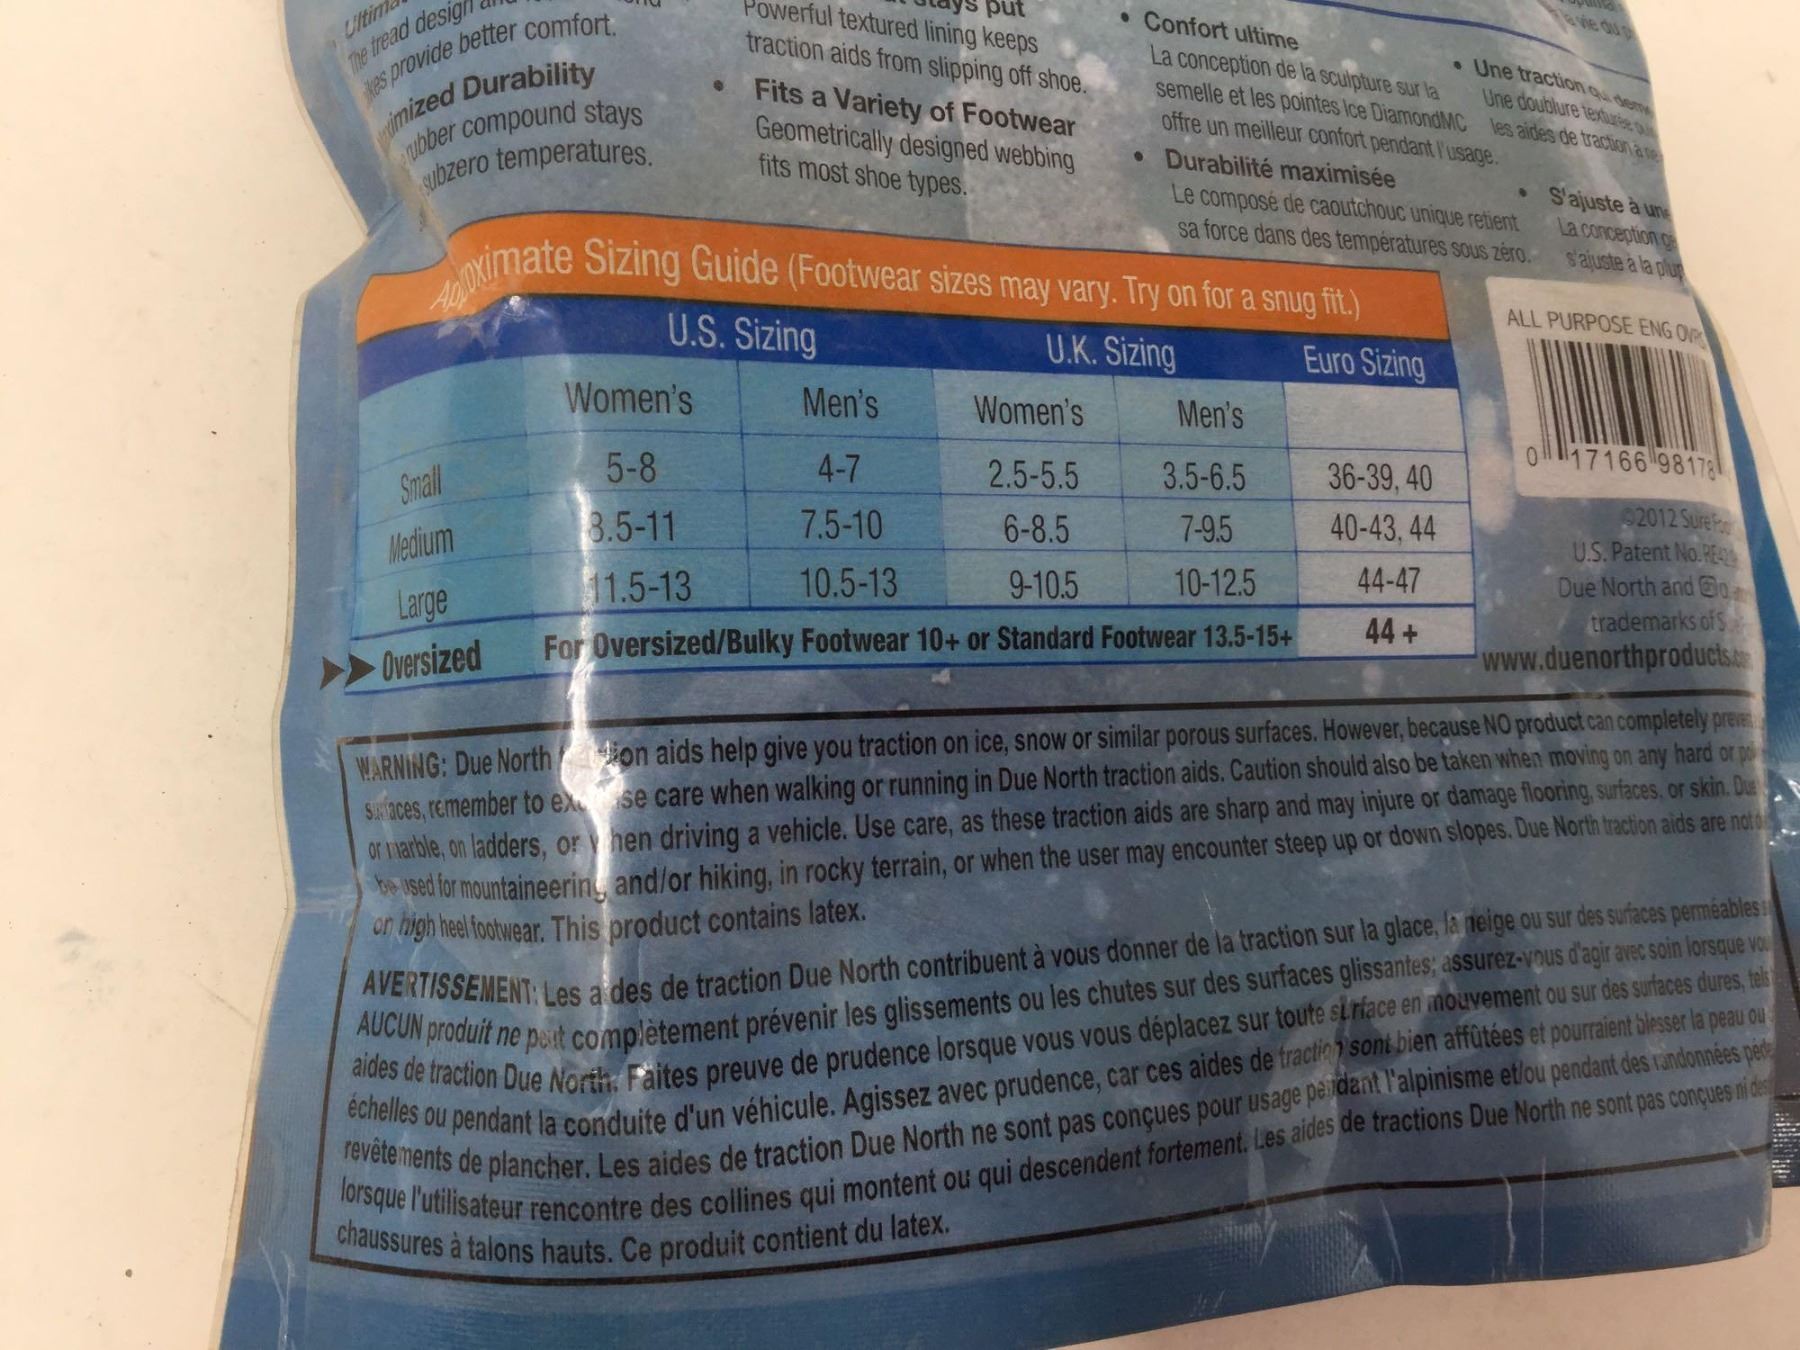 The tread design
provide better comfort.
Durability
rubber compound stays
subzero temperatures.
stays put
Powerful textured lining keeps
traction aids from slipping off shoe.
• Fits a Variety of Footwear
Geometrically designed webbing
fits most shoe types.
• Confort ultime
La conception de la sculpture sur la
semelle et les pointes Ice DiamondMC
offre un meilleur confort pendant l'usage.
• Durabilité maximisée
Le composé de caoutchouc unique retient
sa force dans des températures sous zéro.
la vie du
• Une traction qui
Une doublure texturée
les aides de traction à
• S'ajuste à une
La conception
s'ajuste à la
Approximate Sizing Guide (Footwear sizes may vary. Try on for a snug fit.)
U.S. Sizing U.K. Sizing Euro Sizing
Women's Men's Women's Men's
Small 5-8 4-7 2.5-5.5 3.5-6.5 36-39, 40
Medium 8.5-11 7.5-10 6-8.5 7-9.5 40-43, 44
Large 11.5-13 10.5-13 9-10.5 10-12.5 44-47
Oversized For Oversized/Bulky Footwear 10+ or Standard Footwear 13.5-15+ 44 +
ALL PURPOSE ENG OVRS
0 17166 98178
©2012 Sure Foot
U.S. Patent No.
Due North and
trademarks of
www.duenorthproducts.com
WARNING: Due North traction aids help give you traction on ice, snow or similar porous surfaces. However, because NO product can completely prevent
surfaces, remember to exercise care when walking or running in Due North traction aids. Caution should also be taken when moving on any hard or
or marble, on ladders, or when driving a vehicle. Use care, as these traction aids are sharp and may injure or damage flooring, surfaces, or skin. Due
be used for mountaineering and/or hiking, in rocky terrain, or when the user may encounter steep up or down slopes. Due North traction aids are not
on high heel footwear. This product contains latex.
AVERTISSEMENT: Les aides de traction Due North contribuent à vous donner de la traction sur la glace, la neige ou sur des surfaces perméables
AUCUN produit ne peut complètement prévenir les glissements ou les chutes sur des surfaces glissantes; assurez-vous d'agir avec soin lorsque vous
aides de traction Due North. Faites preuve de prudence lorsque vous vous déplacez sur toute surface en mouvement ou sur des surfaces dures, tels
échelles ou pendant la conduite d'un véhicule. Agissez avec prudence, car ces aides de traction sont bien affûtées et pourraient blesser la peau ou
revêtements de plancher. Les aides de traction Due North ne sont pas conçues pour usage pendant l'alpinisme et/ou pendant des randonnées
lorsque l'utilisateur rencontre des collines qui montent ou qui descendent fortement. Les aides de tractions Due North ne sont pas conçues ni
chaussures à talons hauts. Ce produit contient du latex.